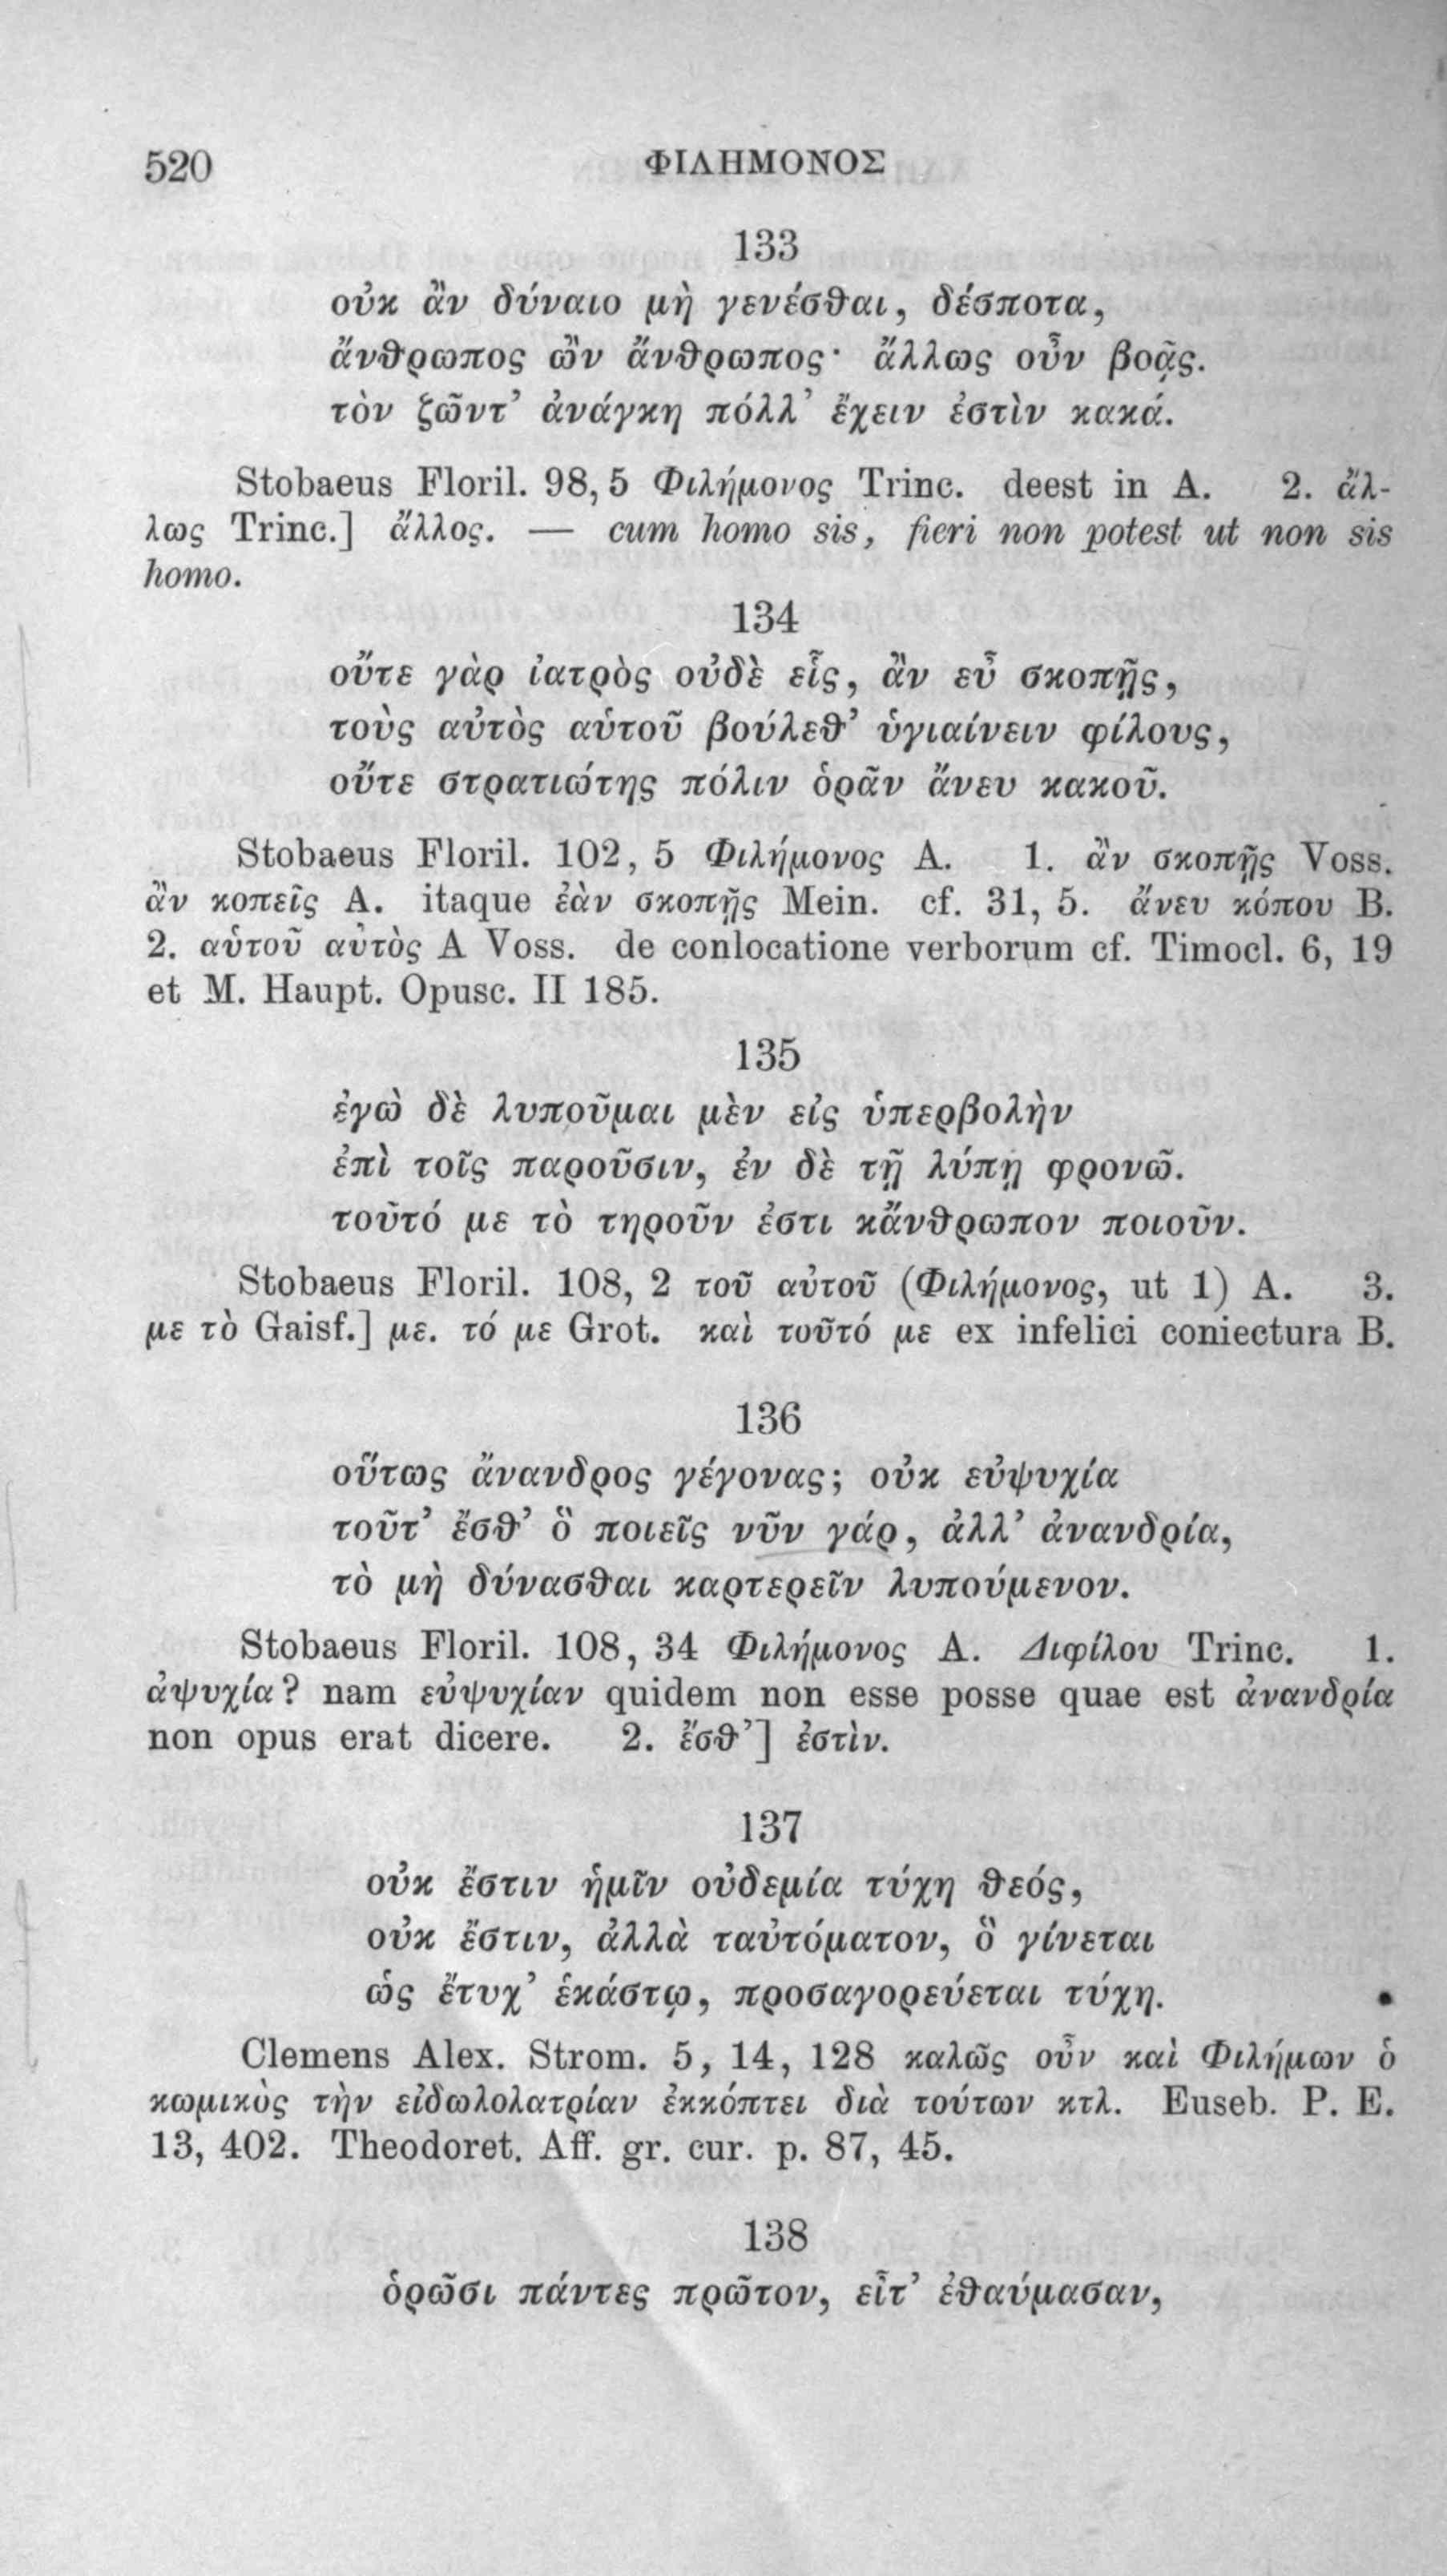 520 ΦΙΛΗΜΟΝΟΣ
133
οὐκ ἂν δύναιο μὴ γενέσθαι, δέσποτα,
ἄνθρωπος ὢν ἄνθρωπος· ἄλλως οὖν βοᾷς.
τὸν ζῶντ’ ἀνάγκη πόλλ’ ἔχειν ἐστὶν κακά.
Stobaeus Floril. 98, 5 Φιλήμονος Trinc. deest in A. 2. ἄλ-
λως Trinc.] ἄλλος. — cum homo sis, fieri non potest ut non sis
homo.
134
οὔτε γὰρ ἰατρὸς οὐδὲ εἷς, ἂν εὖ σκοπῇς,
τοὺς αὐτὸς αὑτοῦ βούλεθ’ ὑγιαίνειν φίλους,
οὔτε στρατιώτης πόλιν ὁρᾶν ἄνευ κακοῦ.
Stobaeus Floril. 102, 5 Φιλήμονος A. 1. ἂν σκοπῇς Voss.
ἂν κοπεῖς A. itaque ἐὰν σκοπῇς Mein. cf. 31, 5. ἄνευ κόπου B.
2. αὑτοῦ αὐτὸς A Voss. de conlocatione verborum cf. Timocl. 6, 19
et M. Haupt. Opusc. II 185.
135
ἐγὼ δὲ λυποῦμαι μὲν εἰς ὑπερβολὴν
ἐπὶ τοῖς παροῦσιν, ἐν δὲ τῇ λύπῃ φρονῶ.
τοῦτό με τὸ τηροῦν ἐστι κἄνθρωπον ποιοῦν.
Stobaeus Floril. 108, 2 τοῦ αὐτοῦ (Φιλήμονος, ut 1) A. 3.
με τὸ Gaisf.] με. τό με Grot. καὶ τοῦτό με ex infelici coniectura B.
136
οὕτως ἄνανδρος γέγονας; οὐκ εὐψυχία
τοῦτ’ ἔσθ’ ὃ ποιεῖς νῦν γάρ, ἀλλ’ ἀνανδρία,
τὸ μὴ δύνασθαι καρτερεῖν λυπούμενον.
Stobaeus Floril. 108, 34 Φιλήμονος A. Διφίλου Trinc. 1.
ἀψυχία? nam εὐψυχίαν quidem non esse posse quae est ἀνανδρία
non opus erat dicere. 2. ἔσθ’] ἐστὶν.
137
οὐκ ἔστιν ἡμῖν οὐδεμία τύχη θεός,
οὐκ ἔστιν, ἀλλὰ ταὐτόματον, ὃ γίνεται
ὡς ἔτυχ’ ἑκάστῳ, προσαγορεύεται τύχη.
Clemens Alex. Strom. 5, 14, 128 καλῶς οὖν καὶ Φιλήμων ὁ
κωμικὸς τὴν εἰδωλολατρίαν ἐκκόπτει διὰ τούτων κτλ. Euseb. P. E.
13, 402. Theodoret. Aff. gr. cur. p. 87, 45.
138
ὁρῶσι πάντες πρῶτον, εἶτ’ ἐθαύμασαν,